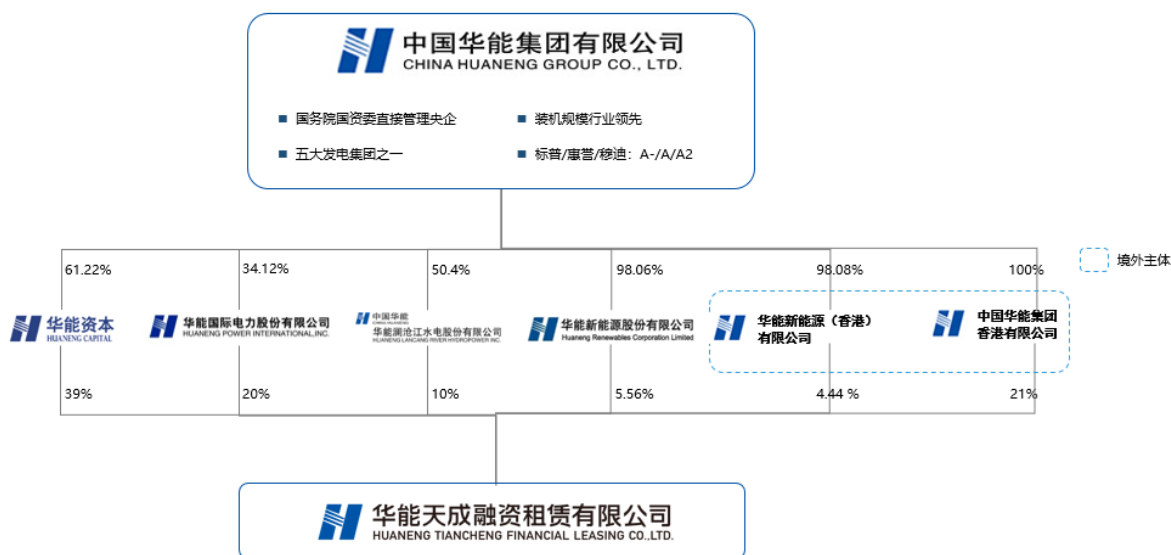 中国华能集团有限公司
CHINA HUANENG GROUP CO., LTD.
■ 国务院国资委直接管理央企
■ 装机规模行业领先
■ 五大发电集团之一
■ 标普/惠誉/穆迪：A-/A/A2
61.22%
34.12%
50.4%
98.06%
98.08%
100%
境外主体
华能资本
HUANENG CAPITAL
华能国际电力股份有限公司
HUANENG POWER INTERNATIONAL,INC.
中国华能
CHINA HUANENG
华能澜沧江水电股份有限公司
HUANENG LANCANG RIVER HYDROPOWER INC.
华能新能源股份有限公司
Huaneng Renewables Corporation Limited
华能新能源（香港）
有限公司
中国华能集团
香港有限公司
39%
20%
10%
5.56%
4.44 %
21%
华能天成融资租赁有限公司
HUANENG TIANCHENG FINANCIAL LEASING CO.,LTD.